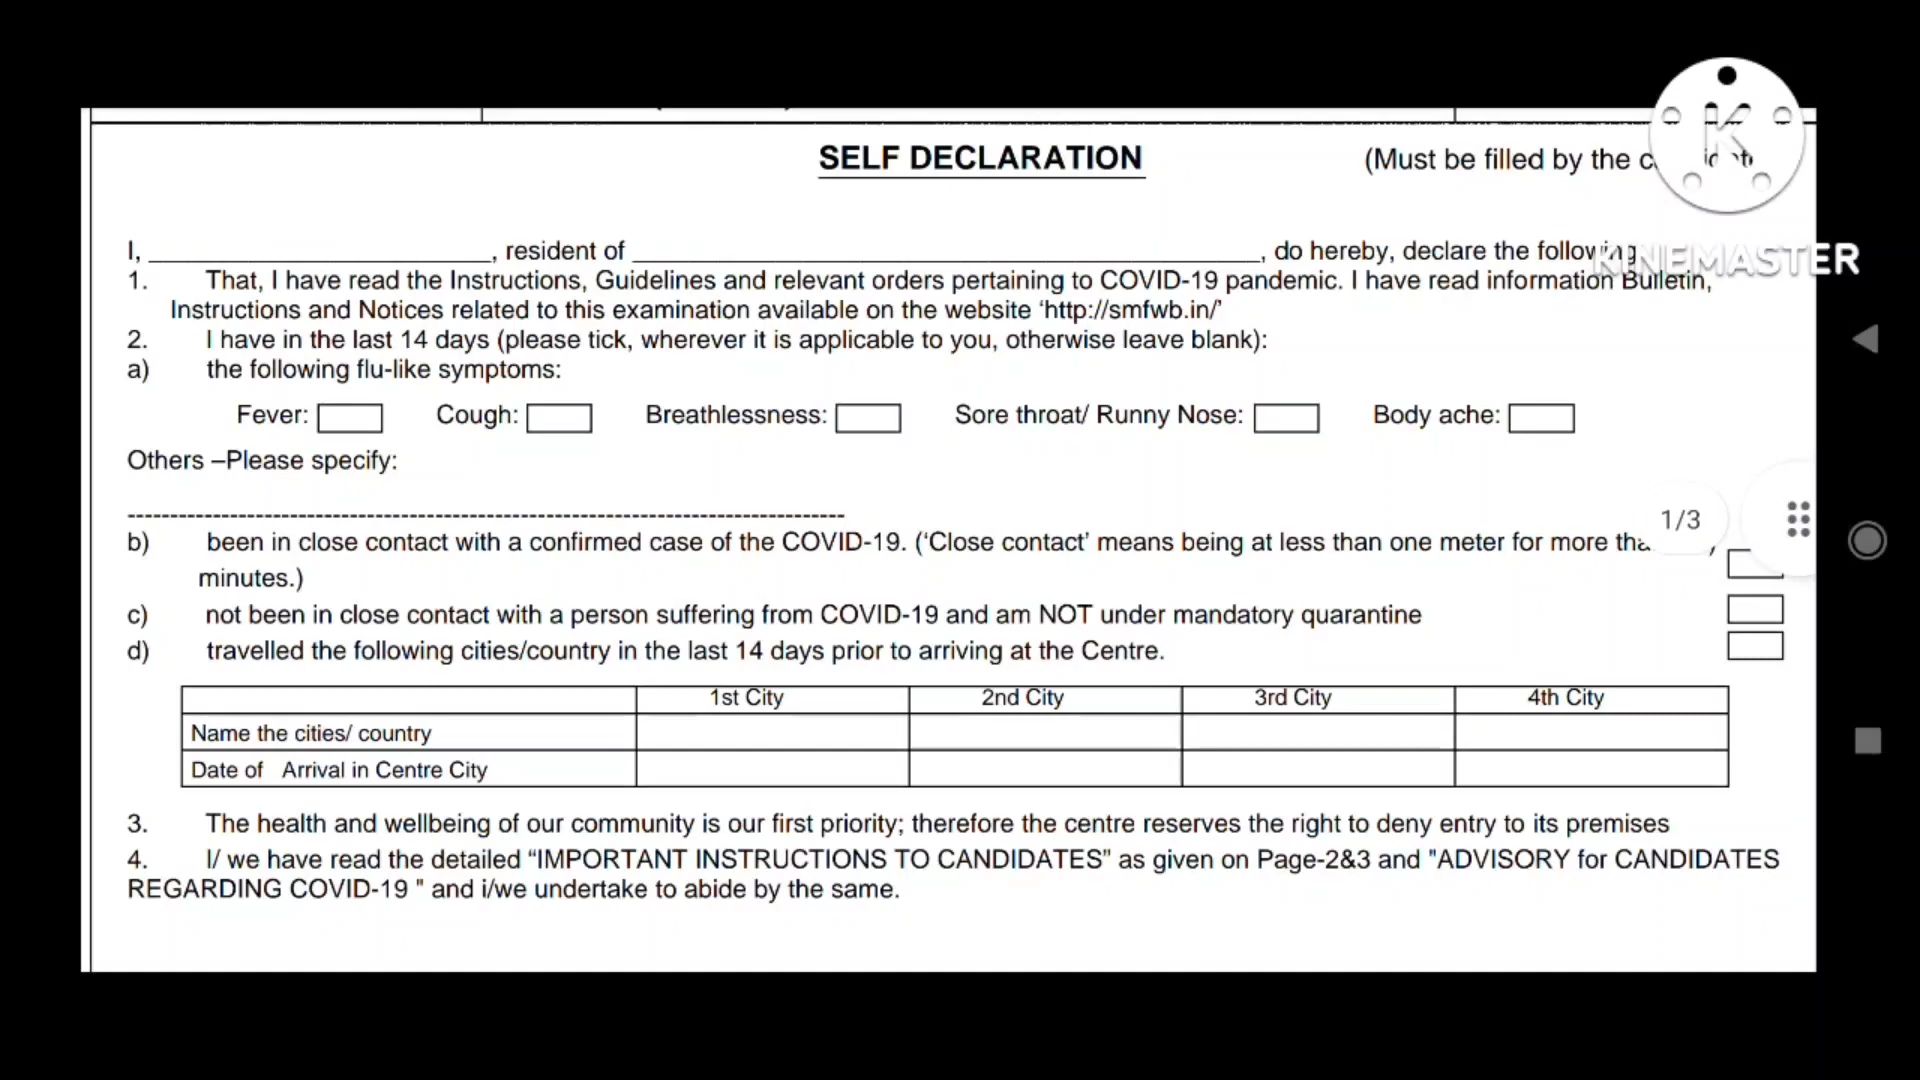 SELF DECLARATION (Must be filled by the
KINEMASTER
I, ________________________, resident of ____________________________________________, do hereby, declare the following
1. That, I have read the Instructions, Guidelines and relevant orders pertaining to COVID-19 pandemic. I have read information Bulletin,
Instructions and Notices related to this examination available on the website ‘http://smfwb.in/’
2. I have in the last 14 days (please tick, wherever it is applicable to you, otherwise leave blank):
a) the following flu-like symptoms:
Fever: Cough: Breathlessness: Sore throat/ Runny Nose: Body ache:
Others –Please specify:
1/3
b) been in close contact with a confirmed case of the COVID-19. (‘Close contact’ means being at less than one meter for more
minutes.)
c) not been in close contact with a person suffering from COVID-19 and am NOT under mandatory quarantine
d) travelled the following cities/country in the last 14 days prior to arriving at the Centre.
1st City 2nd City 3rd City 4th City
Name the cities/ country
Date of Arrival in Centre City
3. The health and wellbeing of our community is our first priority; therefore the centre reserves the right to deny entry to its premises
4. I/ we have read the detailed “IMPORTANT INSTRUCTIONS TO CANDIDATES” as given on Page-2&3 and "ADVISORY for CANDIDATES
REGARDING COVID-19 " and i/we undertake to abide by the same.